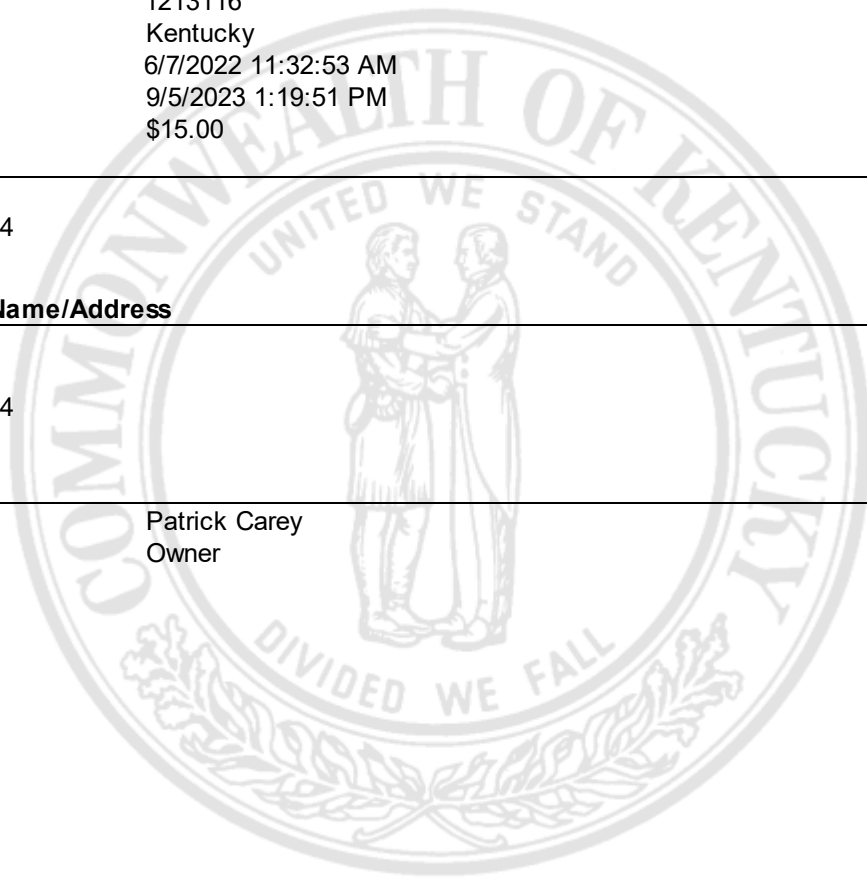 1213116
Kentucky
6/7/2022 11:32:53 AM
9/5/2023 1:19:51 PM
$15.00
COMMONWEALTH OF KENTUCKY
UNITED WE STAND
4
Name/Address
4
Patrick Carey
Owner
DIVIDED WE FALL